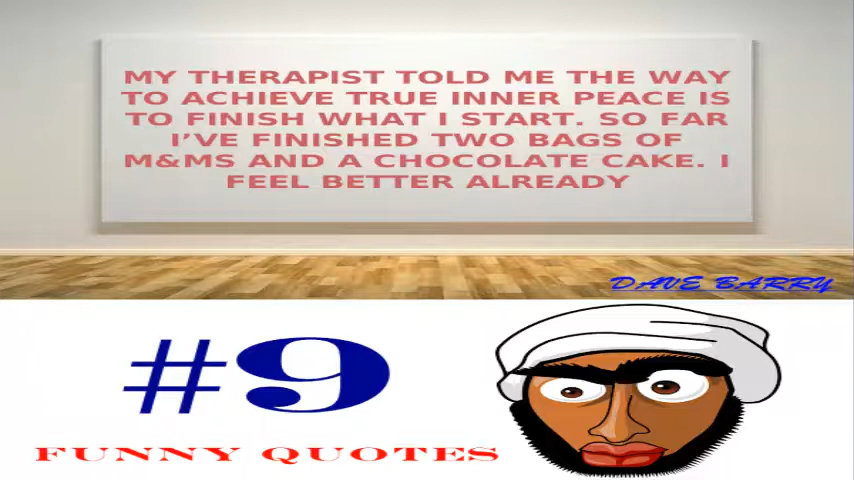 MY THERAPIST TOLD ME THE WAY
TO ACHIEVE TRUE INNER PEACE IS
TO FINISH WHAT I START. SO FAR
I’VE FINISHED TWO BAGS OF
M&MS AND A CHOCOLATE CAKE. I
FEEL BETTER ALREADY
DAVE BARRY
#9
FUNNY QUOTES